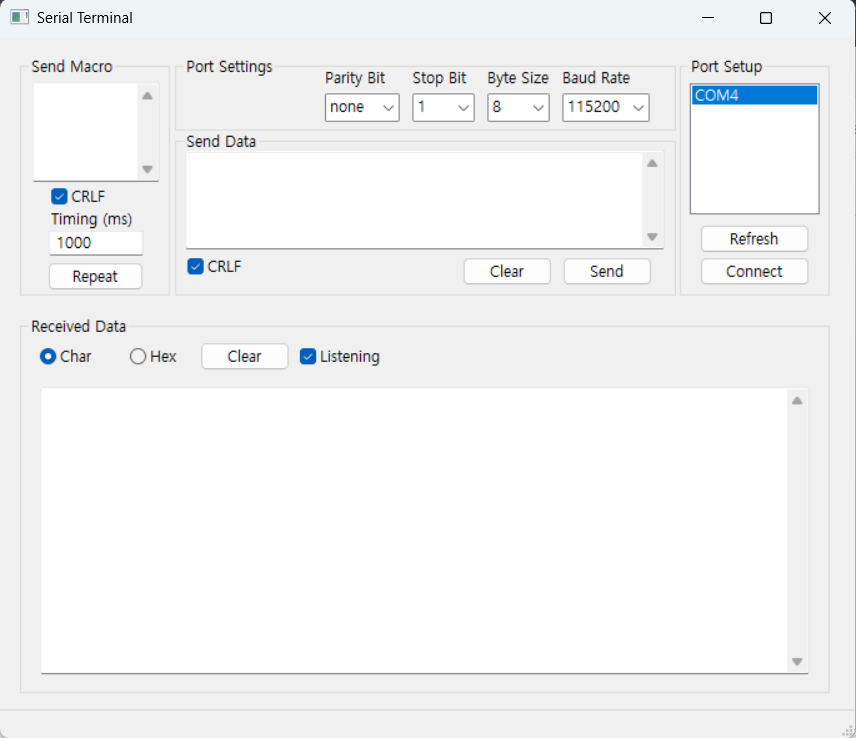 Serial Terminal
Send Macro
CRLF
Timing (ms)
1000
Repeat
Port Settings
Parity Bit Stop Bit Byte Size Baud Rate
none 1 8 115200
Send Data
CRLF Clear Send
Port Setup
COM4
Refresh
Connect
Received Data
Char Hex Clear Listening